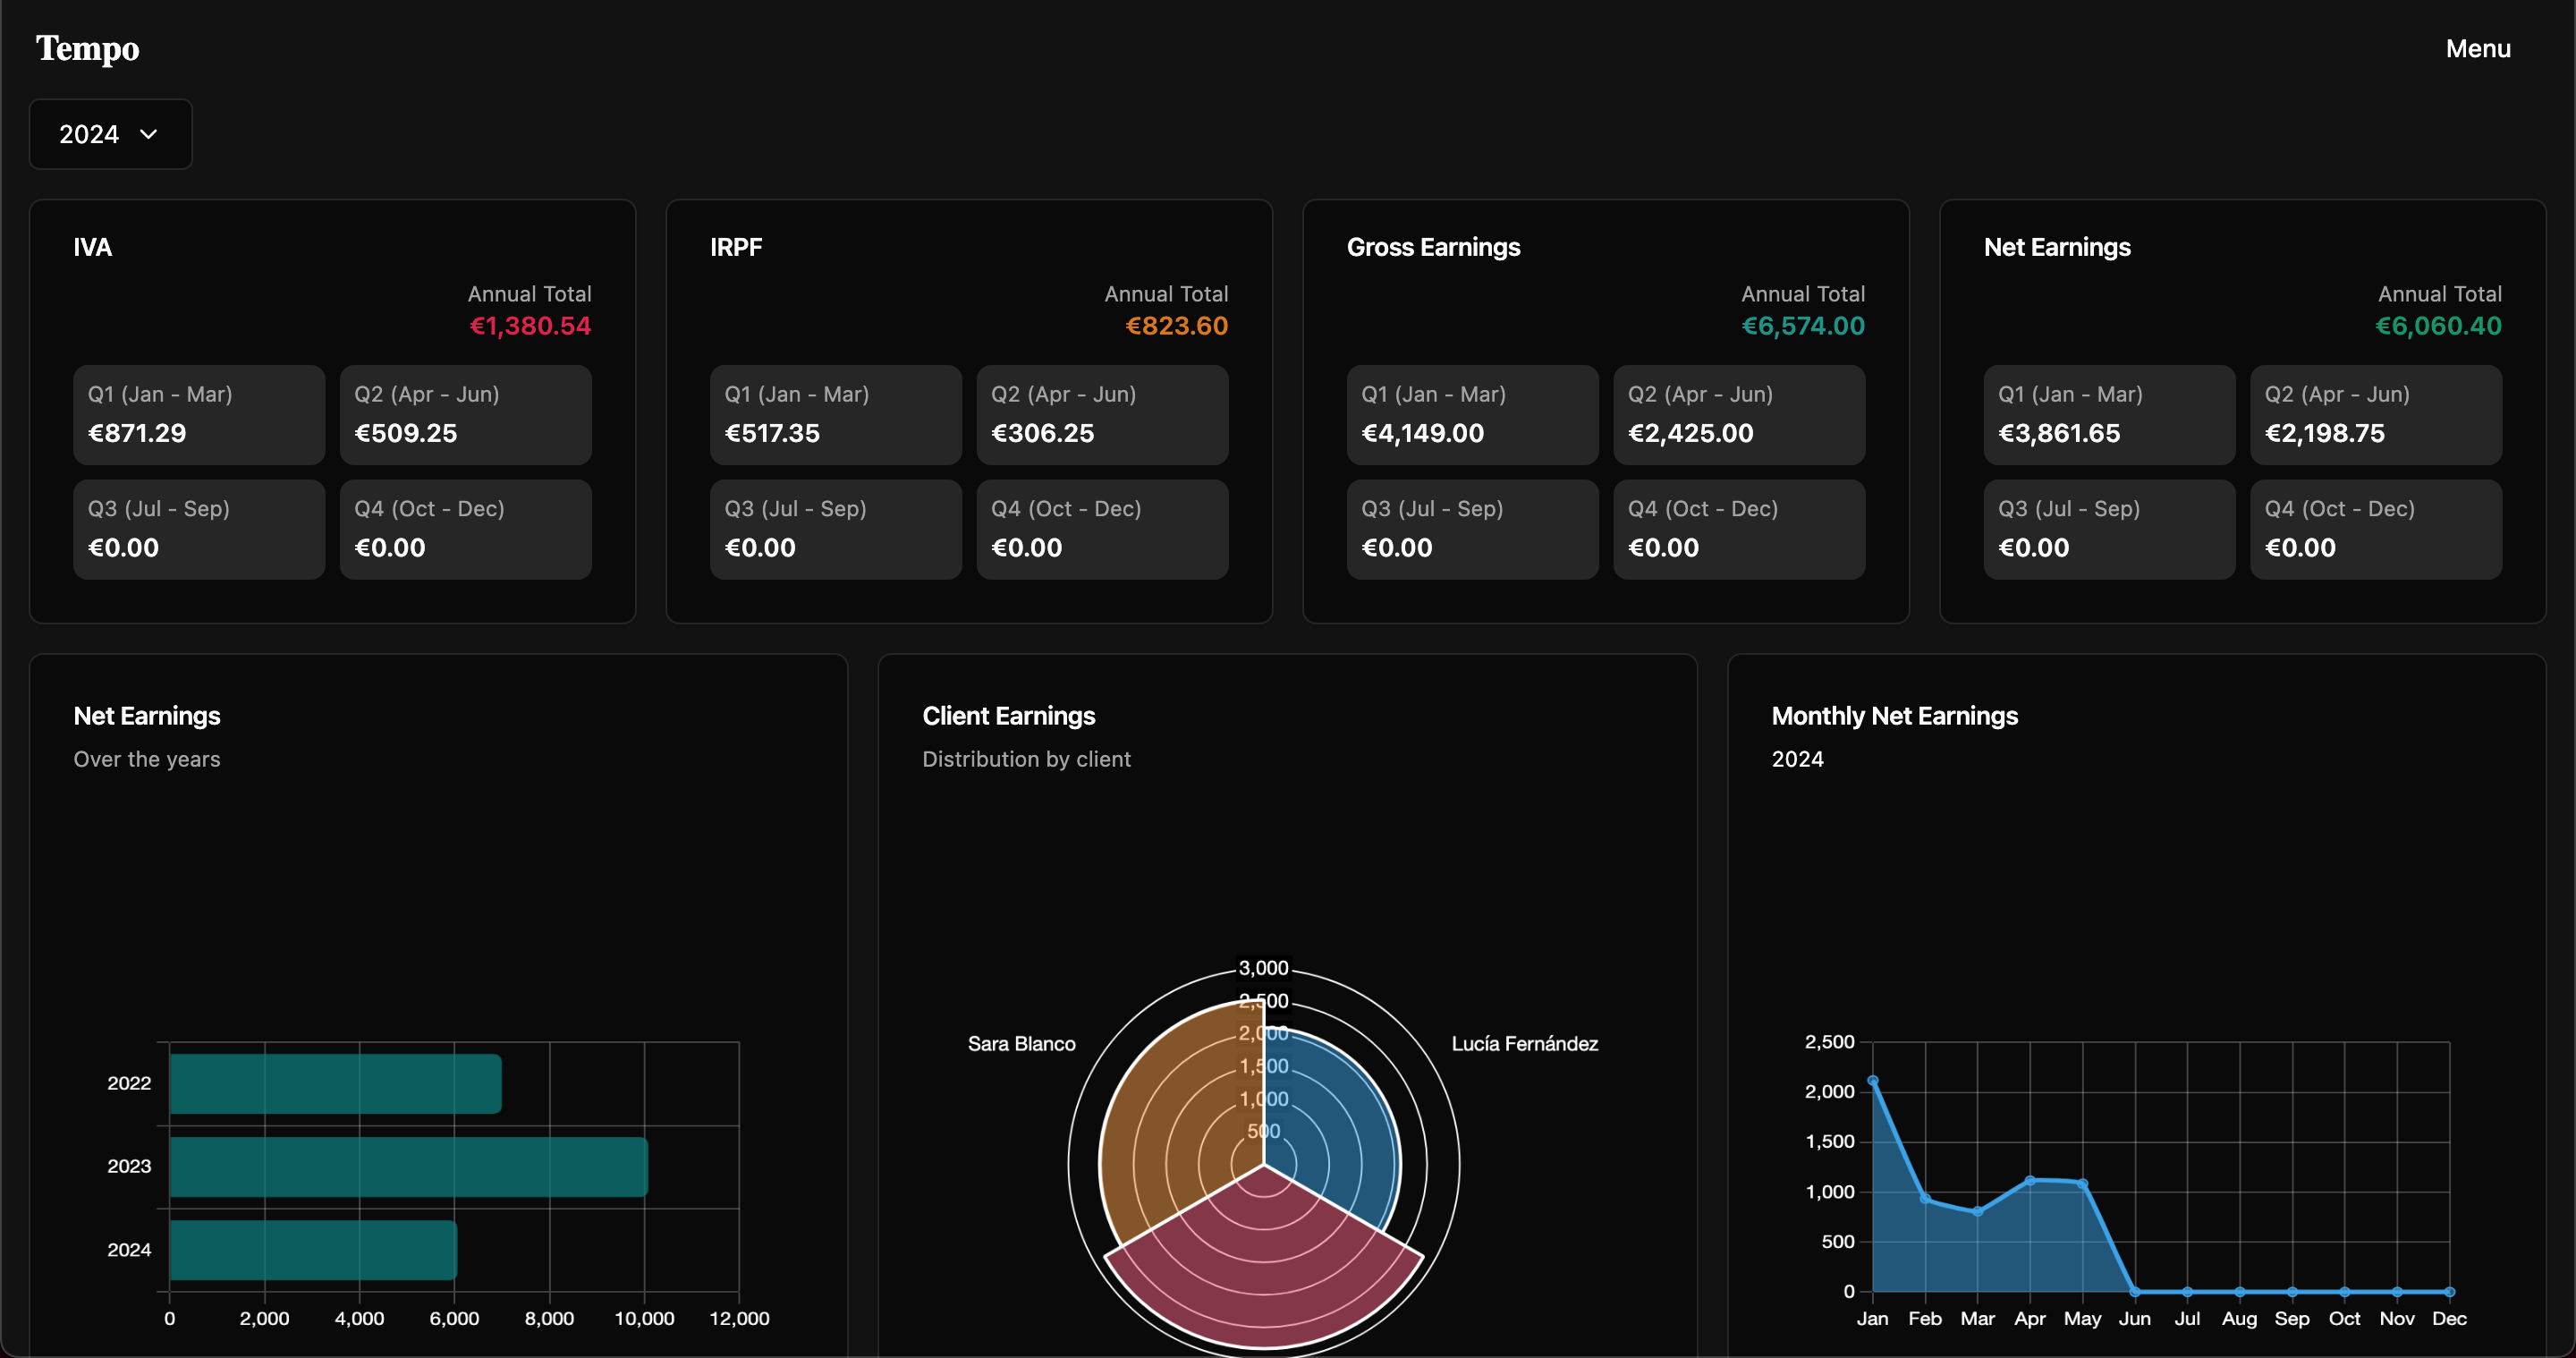 Tempo
Menu
2024
IVA
Annual Total
€1,380.54
Q1 (Jan - Mar)
€871.29
Q2 (Apr - Jun)
€509.25
Q3 (Jul - Sep)
€0.00
Q4 (Oct - Dec)
€0.00
IRPF
Annual Total
€823.60
Q1 (Jan - Mar)
€517.35
Q2 (Apr - Jun)
€306.25
Q3 (Jul - Sep)
€0.00
Q4 (Oct - Dec)
€0.00
Gross Earnings
Annual Total
€6,574.00
Q1 (Jan - Mar)
€4,149.00
Q2 (Apr - Jun)
€2,425.00
Q3 (Jul - Sep)
€0.00
Q4 (Oct - Dec)
€0.00
Net Earnings
Annual Total
€6,060.40
Q1 (Jan - Mar)
€3,861.65
Q2 (Apr - Jun)
€2,198.75
Q3 (Jul - Sep)
€0.00
Q4 (Oct - Dec)
€0.00
Net Earnings
Over the years
2022
2023
2024
0 2,000 4,000 6,000 8,000 10,000 12,000
Client Earnings
Distribution by client
3,000
2,500
2,000
1,500
1,000
500
Sara Blanco
Lucía Fernández
Monthly Net Earnings
2024
2,500
2,000
1,500
1,000
500
0
Jan Feb Mar Apr May Jun Jul Aug Sep Oct Nov Dec